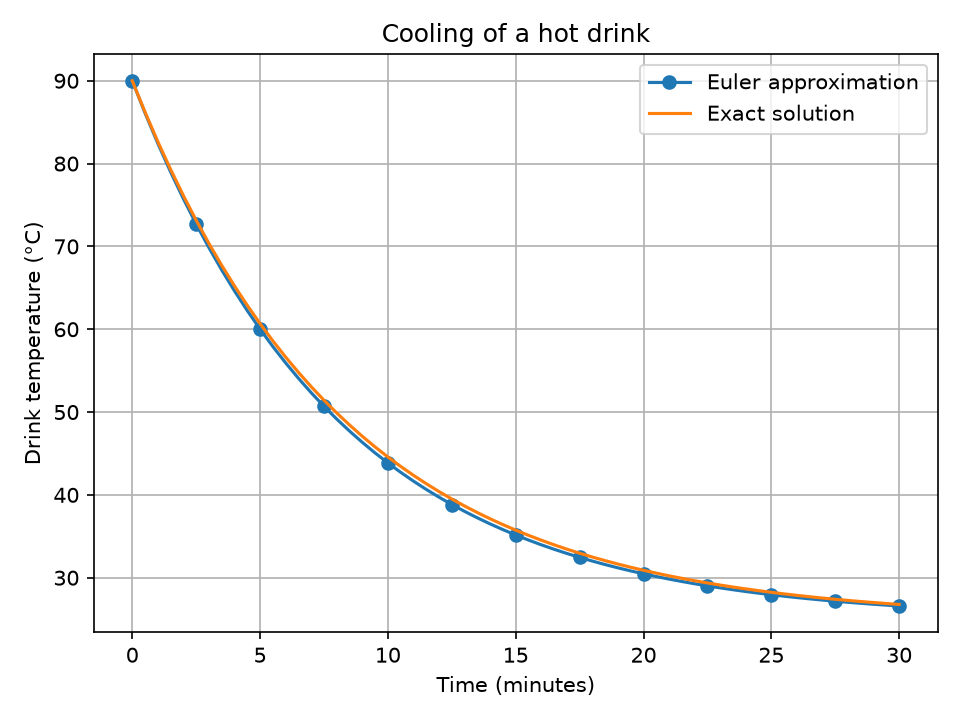 Cooling of a hot drink
Euler approximation
Exact solution
Drink temperature (°C)
90
80
70
60
50
40
30
0 5 10 15 20 25 30
Time (minutes)